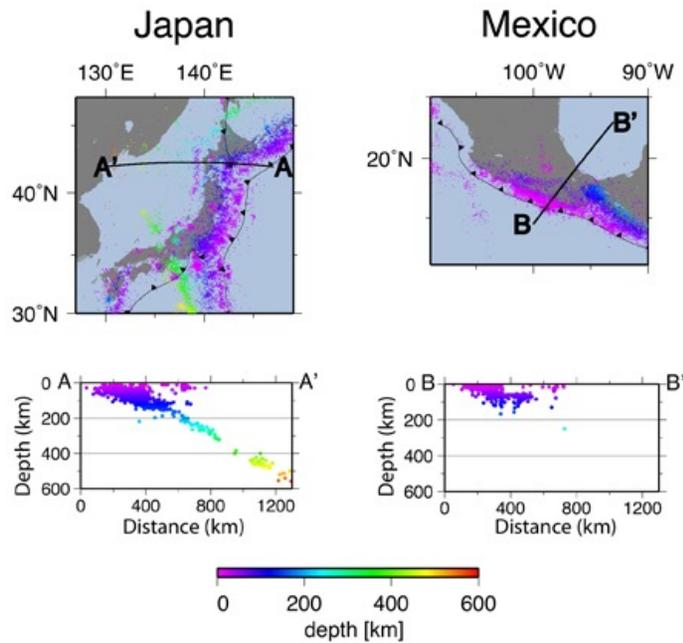 Japan
Mexico
130°E 140°E
100°W 90°W
A' A
40°N
30°N
B'
20°N
B
A A'
0
200
400
600
Depth (km)
0 400 800 1200
Distance (km)
B B'
0
200
400
600
Depth (km)
0 400 800 1200
Distance (km)
0 200 400 600
depth [km]